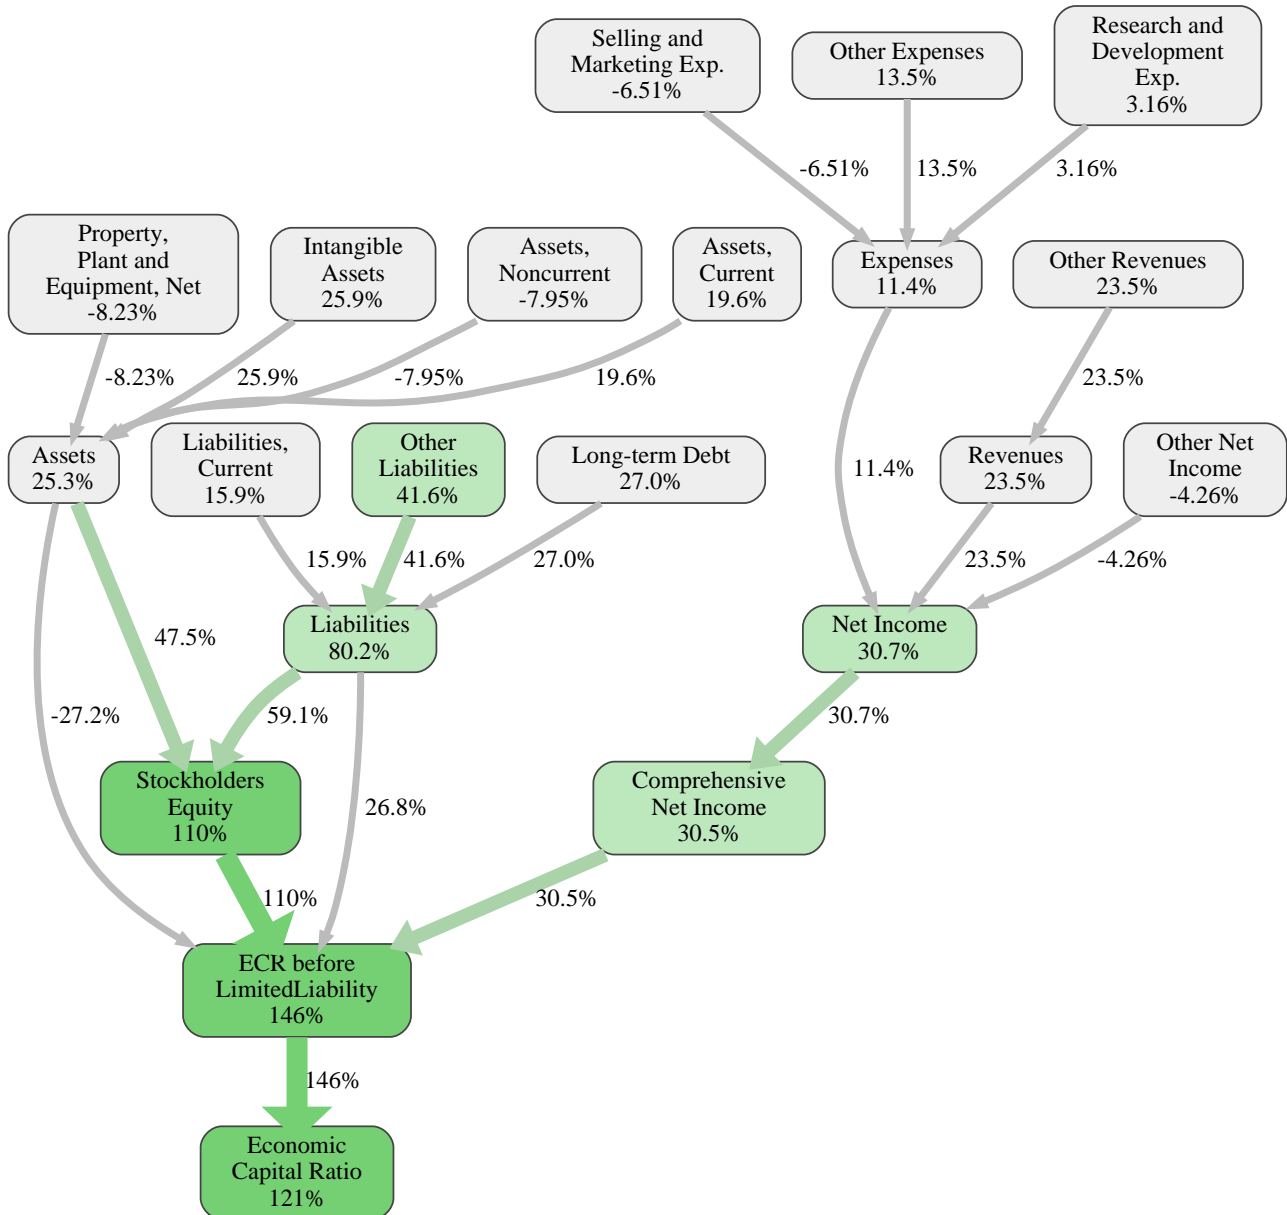 Selling and
Marketing Exp.
-6.51%
Other Expenses
13.5%
Research and
Development
Exp.
3.16%
-6.51%
13.5%
3.16%
Property,
Plant and
Equipment, Net
-8.23%
Intangible
Assets
25.9%
Assets,
Noncurrent
-7.95%
Assets,
Current
19.6%
Expenses
11.4%
Other Revenues
23.5%
-8.23%
25.9%
-7.95%
19.6%
23.5%
Assets
25.3%
Liabilities,
Current
15.9%
Other
Liabilities
41.6%
Long-term Debt
27.0%
11.4%
Revenues
23.5%
Other Net
Income
-4.26%
15.9%
41.6%
27.0%
23.5%
-4.26%
47.5%
Liabilities
80.2%
Net Income
30.7%
-27.2%
59.1%
30.7%
Stockholders
Equity
110%
26.8%
Comprehensive
Net Income
30.5%
110%
30.5%
ECR before
LimitedLiability
146%
146%
Economic
Capital Ratio
121%